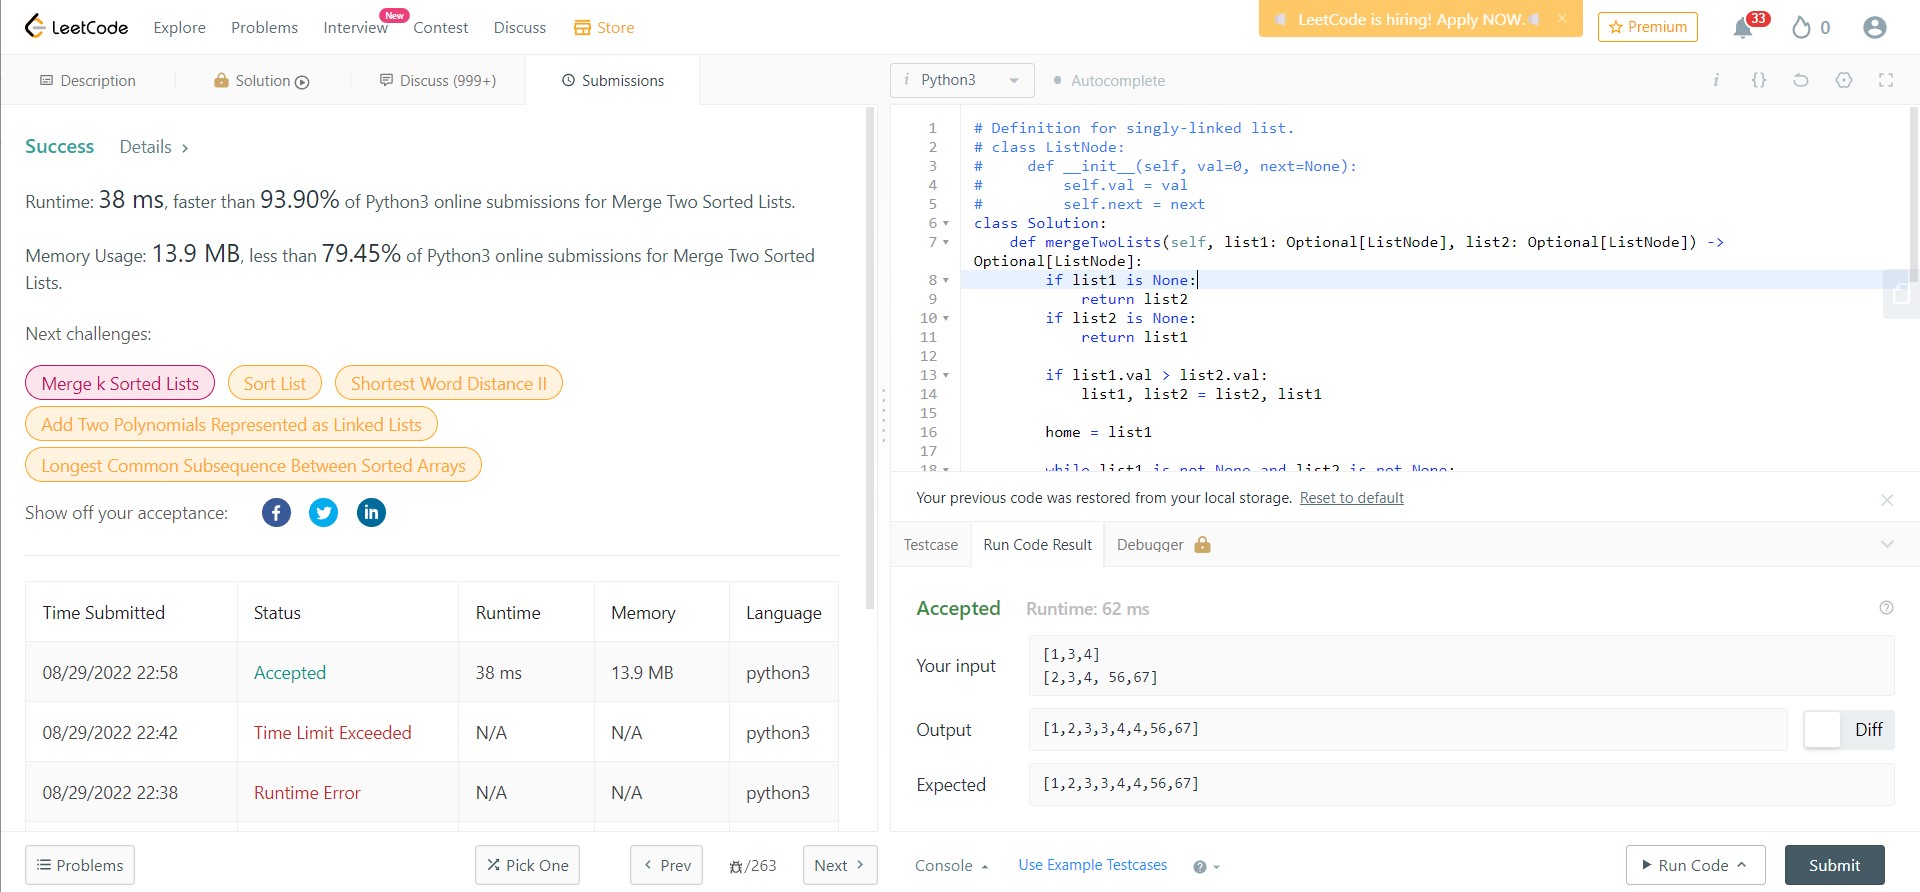 LeetCode Explore Problems Interview New Contest Discuss Store LeetCode is hiring! Apply NOW. Premium 33 0
Description Solution Discuss (999+) Submissions
Success Details
Runtime: 38 ms, faster than 93.90% of Python3 online submissions for Merge Two Sorted Lists.
Memory Usage: 13.9 MB, less than 79.45% of Python3 online submissions for Merge Two Sorted
Lists.
Next challenges:
Merge k Sorted Lists Sort List Shortest Word Distance II
Add Two Polynomials Represented as Linked Lists
Longest Common Subsequence Between Sorted Arrays
Show off your acceptance:
Time Submitted Status Runtime Memory Language
08/29/2022 22:58 Accepted 38 ms 13.9 MB python3
08/29/2022 22:42 Time Limit Exceeded N/A N/A python3
08/29/2022 22:38 Runtime Error N/A N/A python3
Problems Pick One Prev /263 Next
i Python3 Autocomplete i {}
1 # Definition for singly-linked list.
2 # class ListNode:
3 #     def __init__(self, val=0, next=None):
4 #         self.val = val
5 #         self.next = next
6 class Solution:
7     def mergeTwoLists(self, list1: Optional[ListNode], list2: Optional[ListNode]) ->
Optional[ListNode]:
8         if list1 is None:
9             return list2
10         if list2 is None:
11             return list1
12
13         if list1.val > list2.val:
14             list1, list2 = list2, list1
15
16         home = list1
17
18         while list1 is not None and list2 is not None:
Your previous code was restored from your local storage. Reset to default
Testcase Run Code Result Debugger
Accepted Runtime: 62 ms
Your input
[1,3,4]
[2,3,4, 56,67]
Output [1,2,3,3,4,4,56,67] Diff
Expected [1,2,3,3,4,4,56,67]
Console Use Example Testcases Run Code Submit